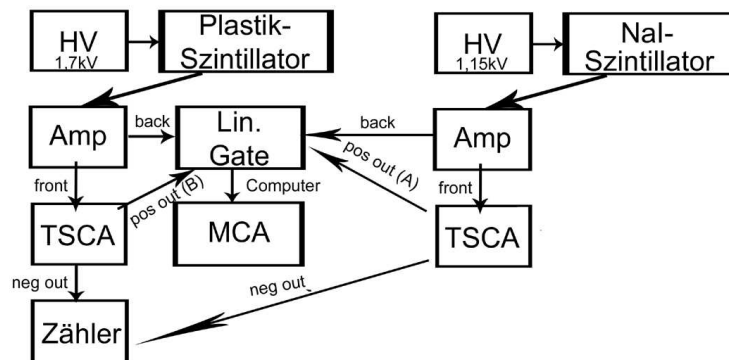 HV
1,7kV
Plastik-
Szintillator
HV
1,15kV
NaI-
Szintillator
Amp
back
Lin.
Gate
back
Amp
front
pos out (B)
Computer
pos out (A)
front
TSCA
MCA
TSCA
neg out
neg out
Zähler